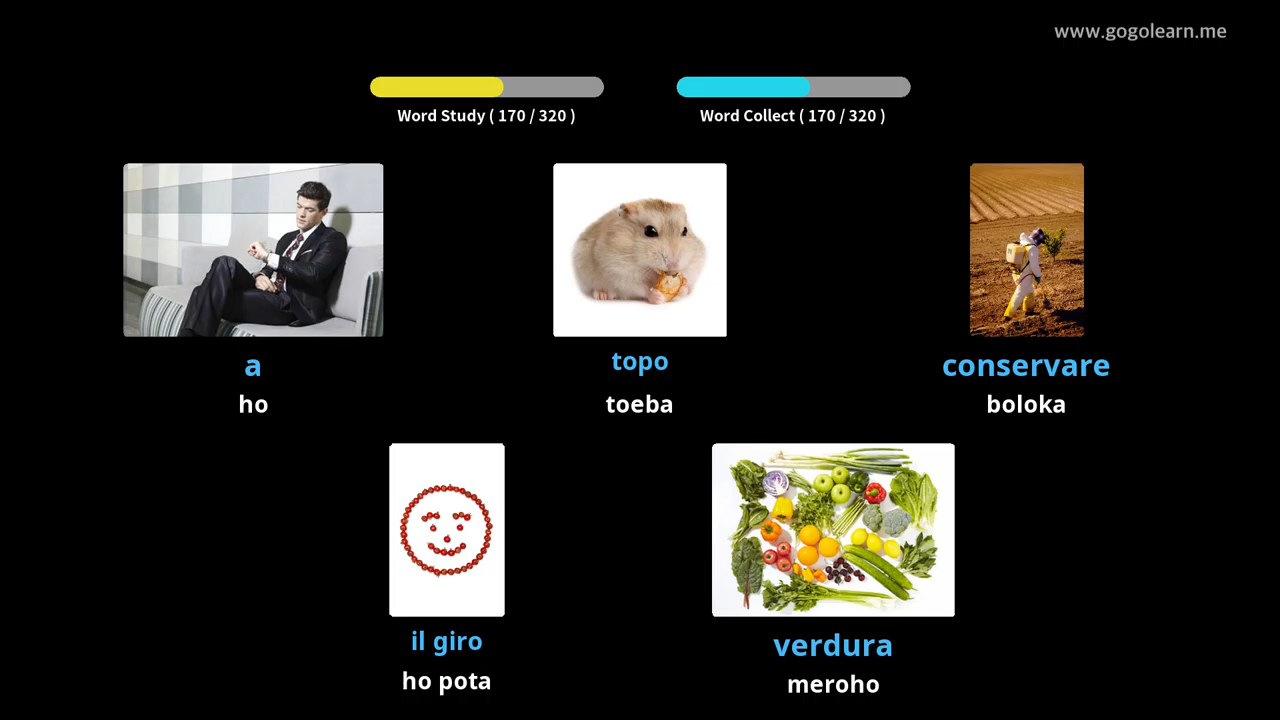 www.gogolearn.me
Word Study ( 170 / 320 )
Word Collect ( 170 / 320 )
a
ho
topo
toeba
conservare
boloka
il giro
ho pota
verdura
meroho